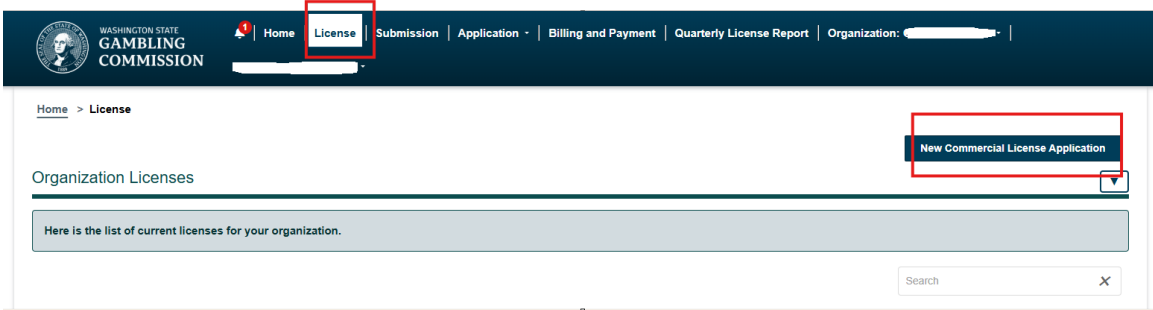 WASHINGTON STATE
GAMBLING
COMMISSION
1 Home License Submission Application Billing and Payment Quarterly License Report Organization:
Home > License
New Commercial License Application
Organization Licenses
Here is the list of current licenses for your organization.
Search